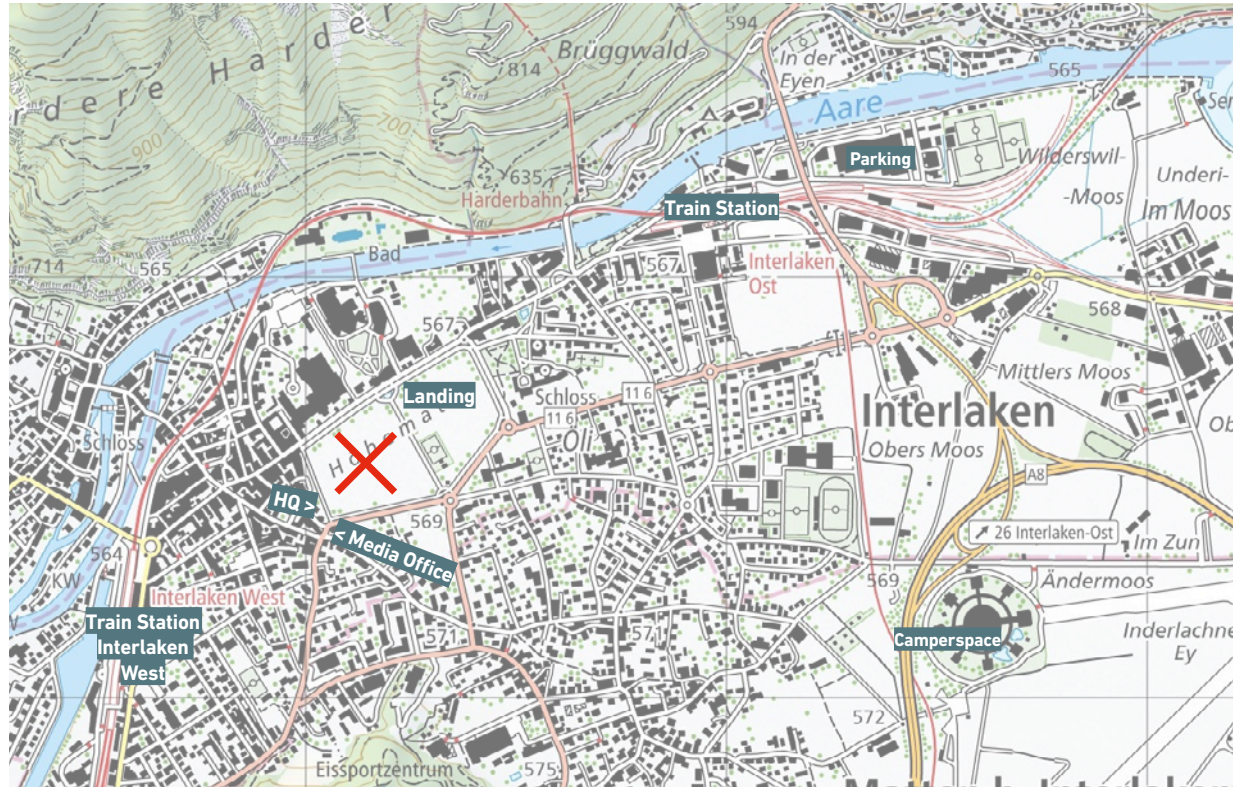 dere Harder
Brüggwald
594
In der
Eyen
814
565
Aare
Parking
Wilderswil-
-Moos
Underi-
Im Moos
700
900
635
Harderbahn
Train Station
Bad
714
565
567
Interlaken
Ost
568
567
Landing
Schloss
11 6
11 6
Mittlers Moos
Interlaken
Schloss
Öli
Obers Moos
A8
HQ >
569
< Media Office
26 Interlaken-Ost
Im Zun
564
KW
Interlaken West
569
Ändermoos
Train Station
Interlaken
West
571
571
Camperspace
Inderlachne
Ey
572
Eissportzentrum
575